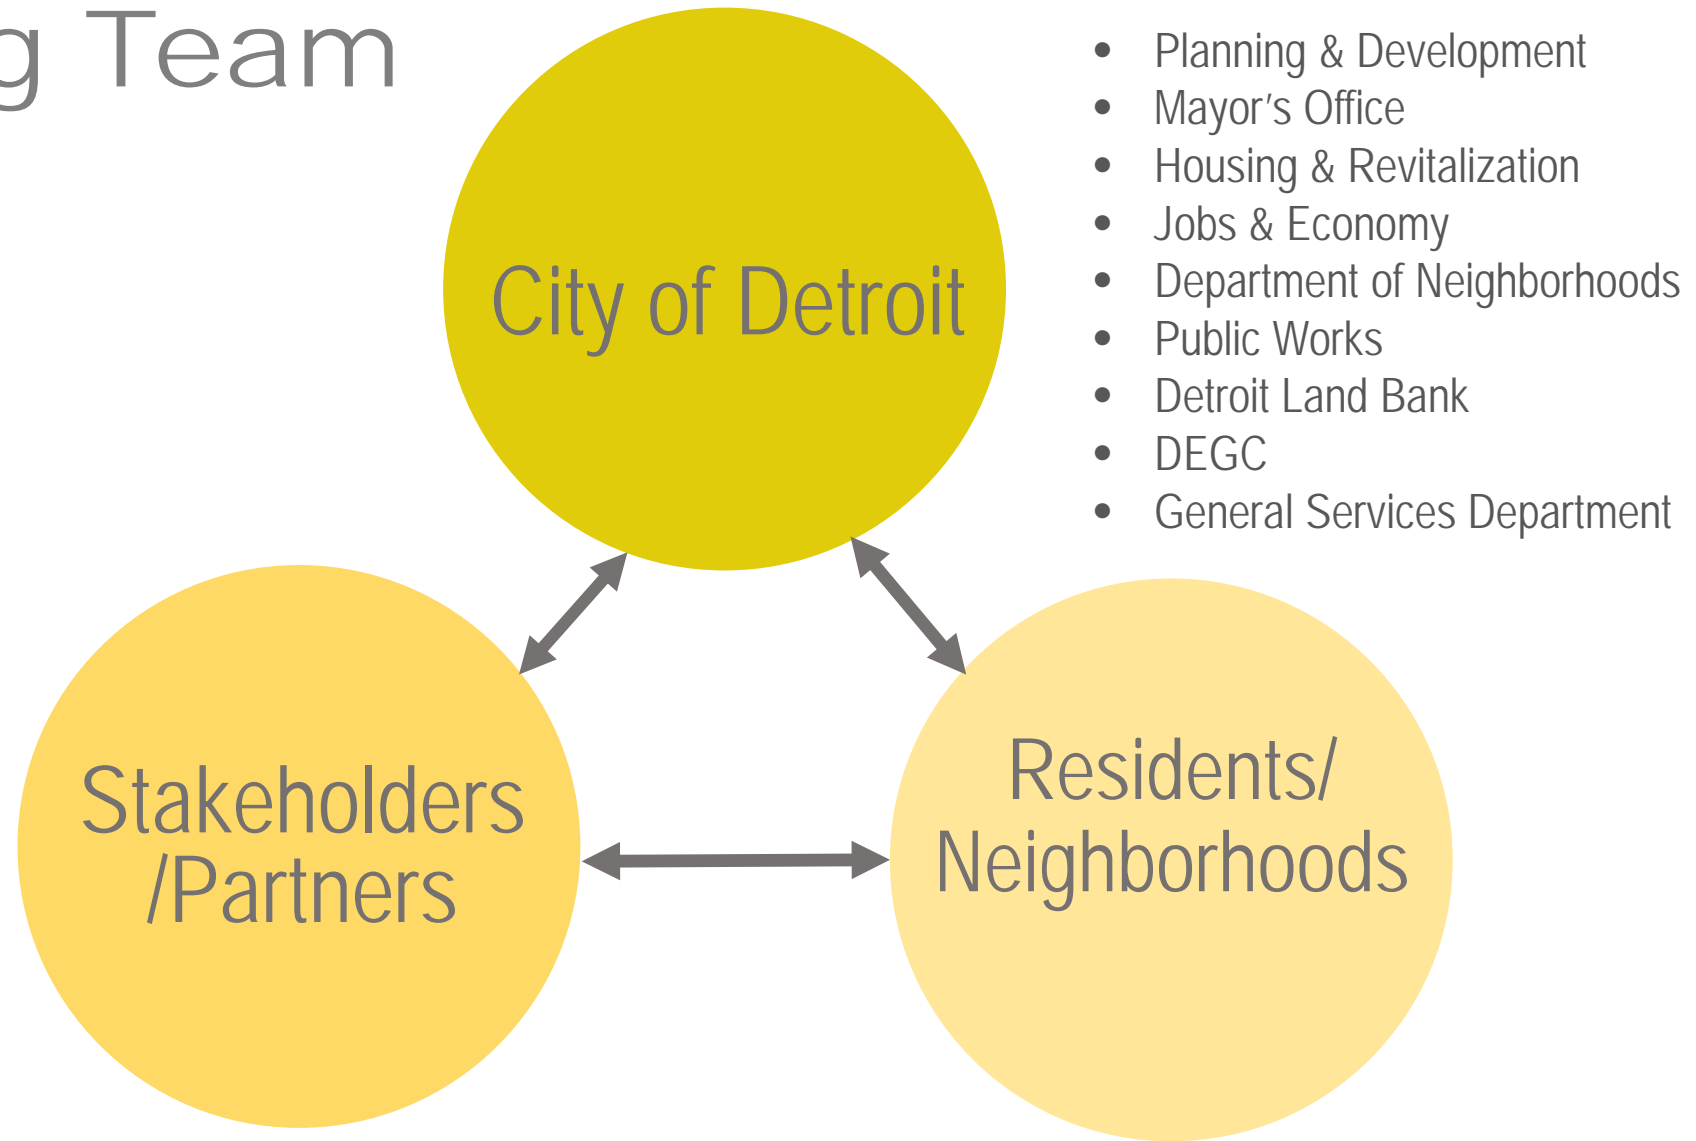 g Team
City of Detroit
• Planning & Development
• Mayor's Office
• Housing & Revitalization
• Jobs & Economy
• Department of Neighborhoods
• Public Works
• Detroit Land Bank
• DEGC
• General Services Department
Stakeholders
/Partners
Residents/
Neighborhoods